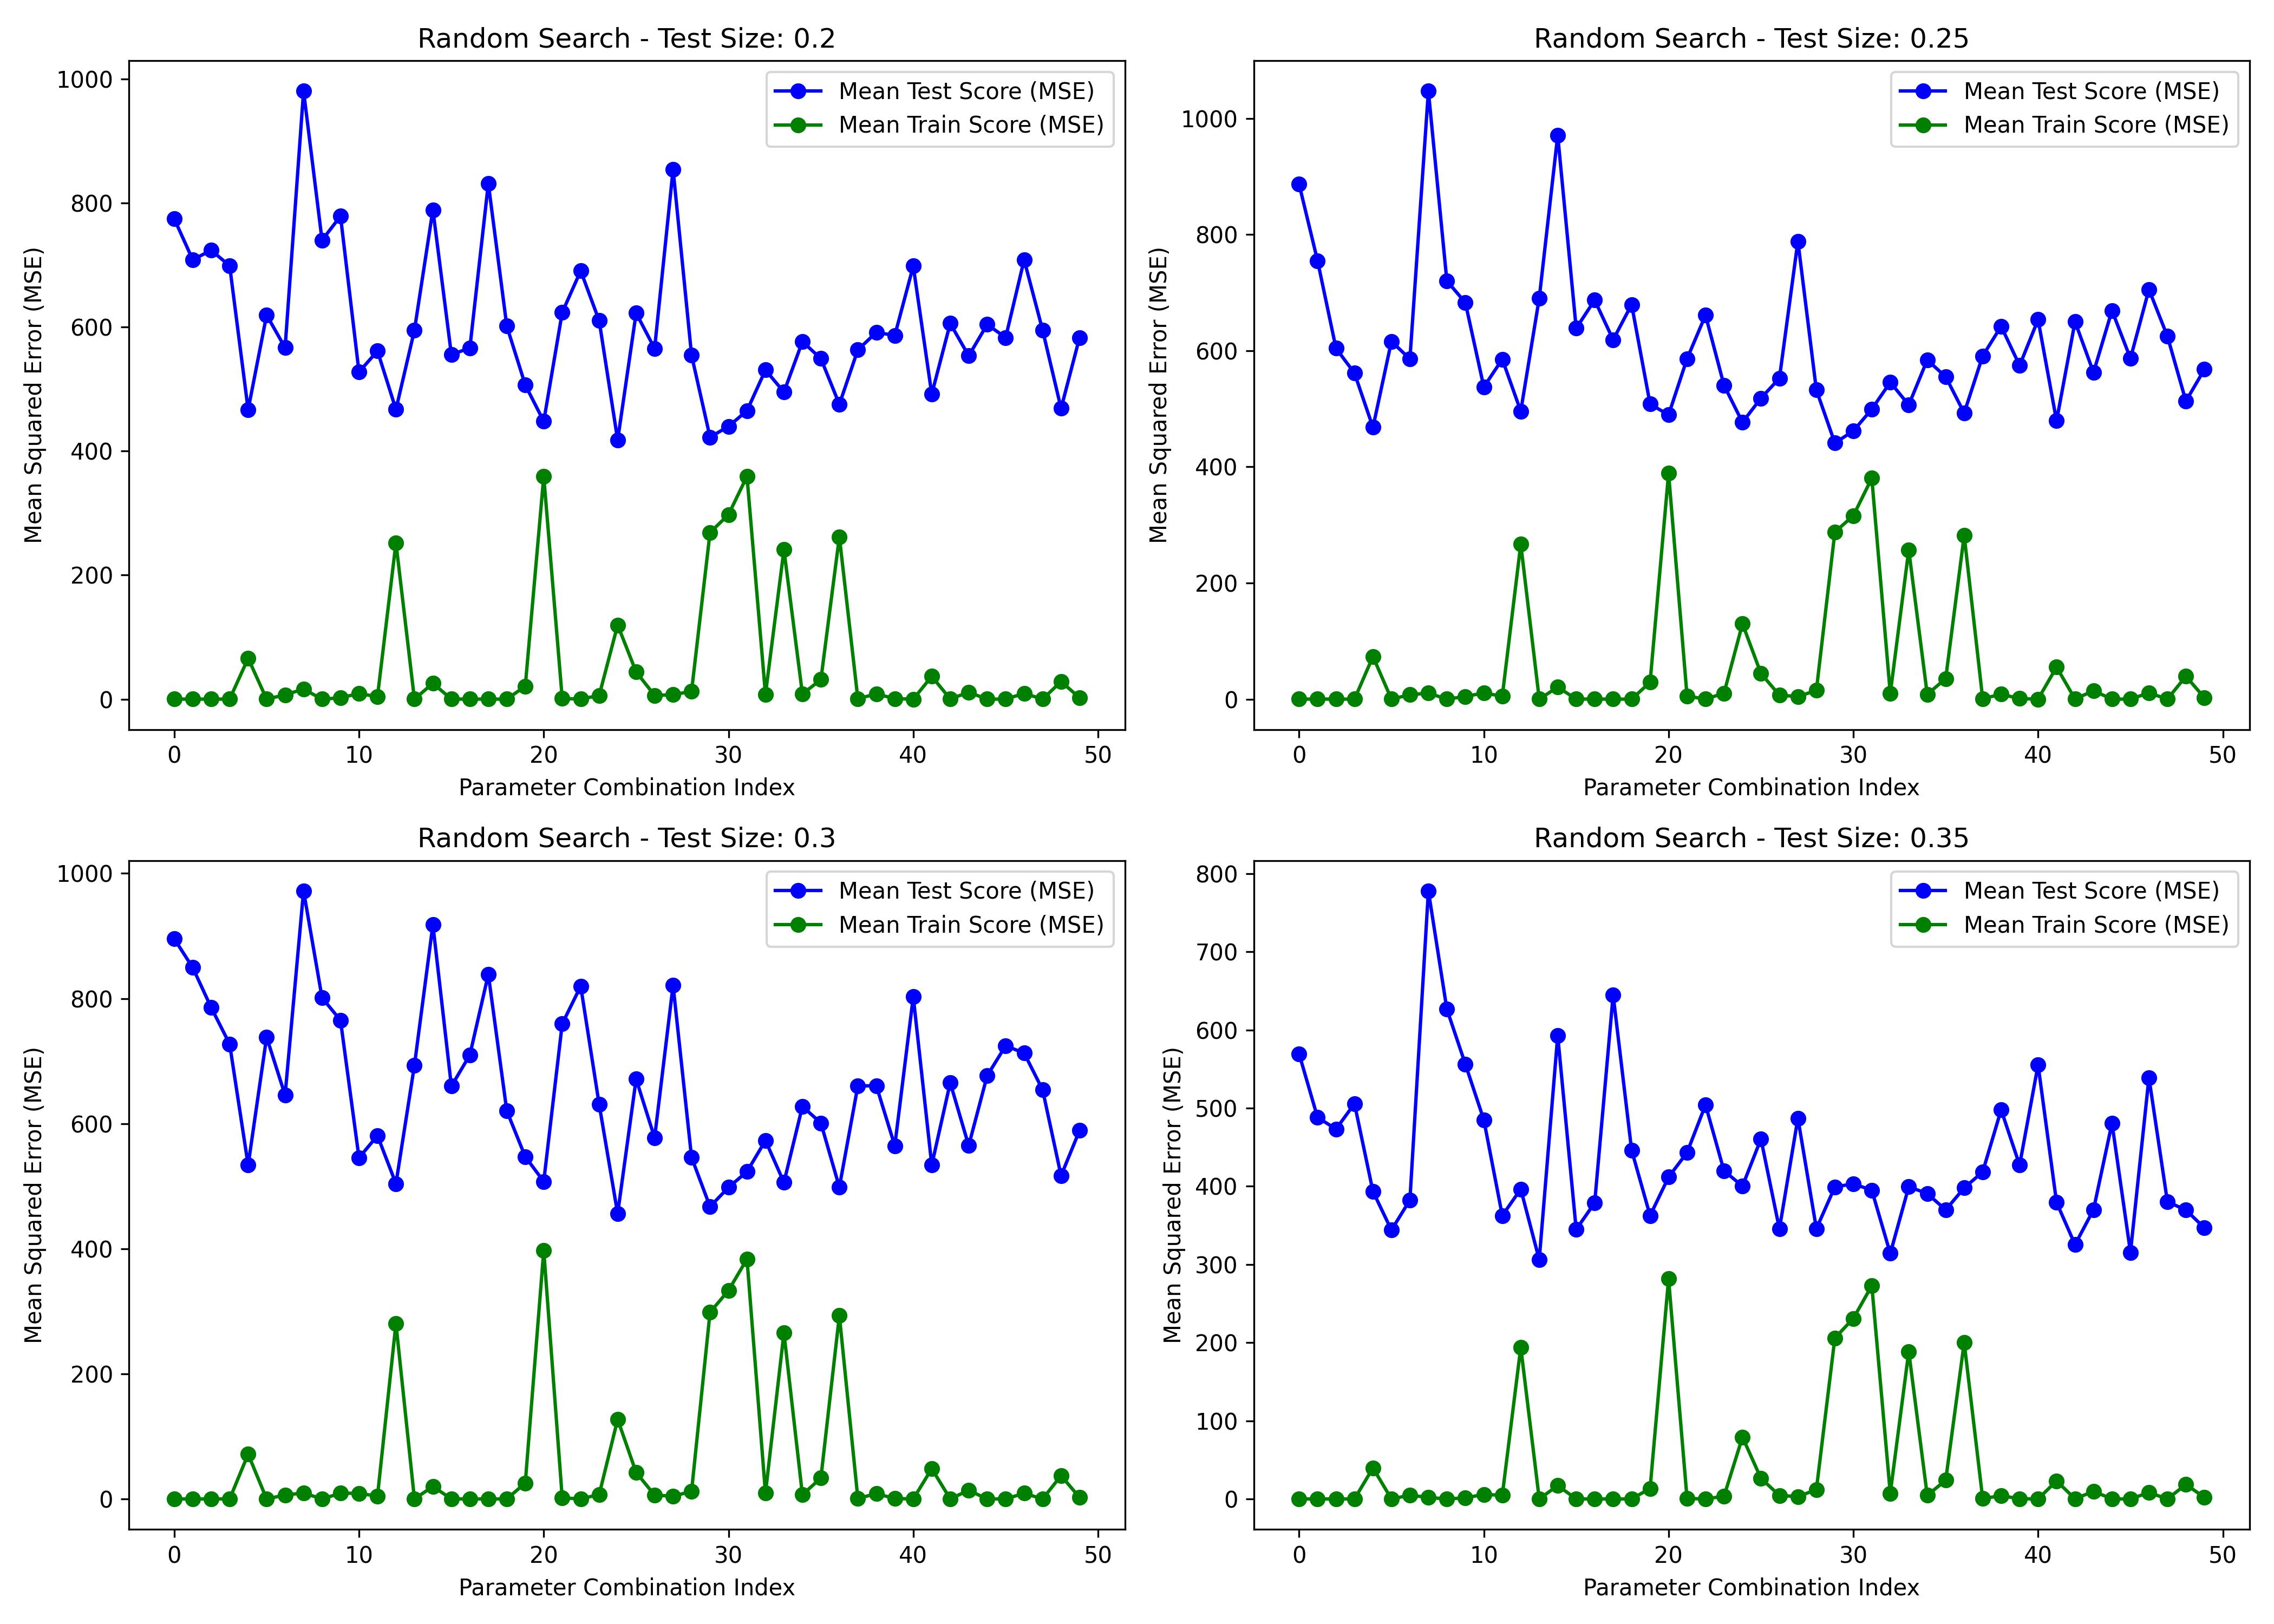 Random Search - Test Size: 0.2
Mean Squared Error (MSE)
1000
800
600
400
200
0
Mean Test Score (MSE)
Mean Train Score (MSE)
0 10 20 30 40 50
Parameter Combination Index
Random Search - Test Size: 0.25
Mean Squared Error (MSE)
1000
800
600
400
200
0
Mean Test Score (MSE)
Mean Train Score (MSE)
0 10 20 30 40 50
Parameter Combination Index
Random Search - Test Size: 0.3
Mean Squared Error (MSE)
1000
800
600
400
200
0
Mean Test Score (MSE)
Mean Train Score (MSE)
0 10 20 30 40 50
Parameter Combination Index
Random Search - Test Size: 0.35
Mean Squared Error (MSE)
800
700
600
500
400
300
200
100
0
Mean Test Score (MSE)
Mean Train Score (MSE)
0 10 20 30 40 50
Parameter Combination Index